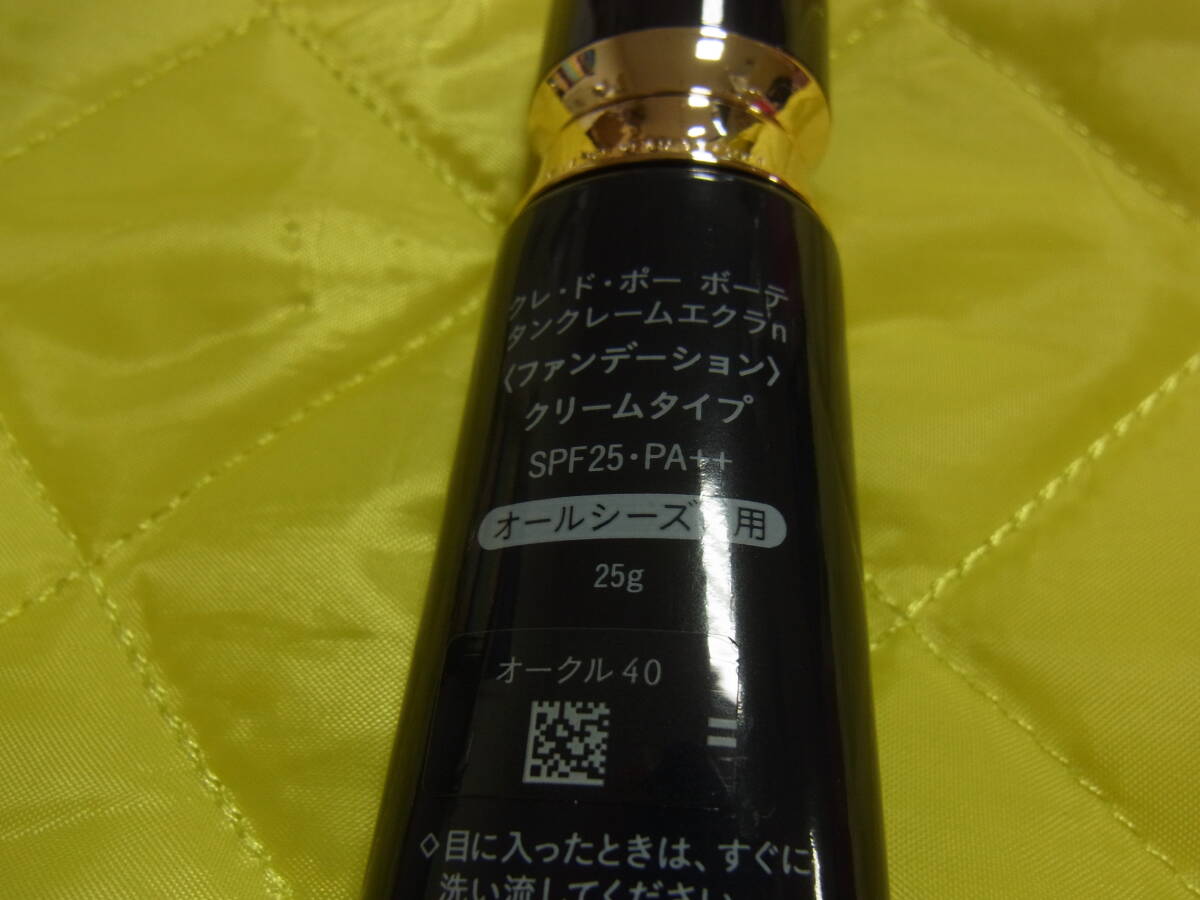 クレ・ド・ポー ボーテ
タンクレームエクラn
〈ファンデーション〉
クリームタイプ
SPF25・PA++
オールシーズン用
25g
オークル 40
◇目に入ったときは、すぐに
洗い流してください。